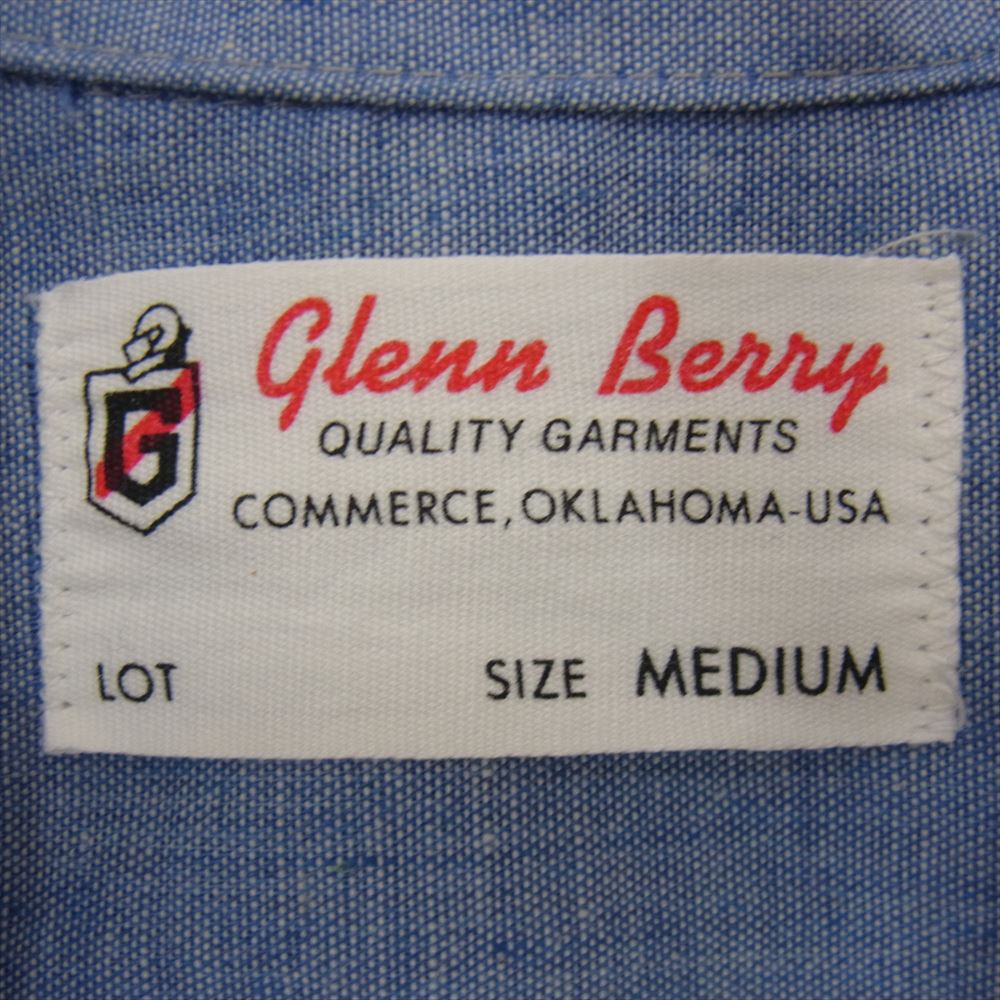 G
Glenn Berry
QUALITY GARMENTS
COMMERCE, OKLAHOMA-USA
LOT SIZE MEDIUM